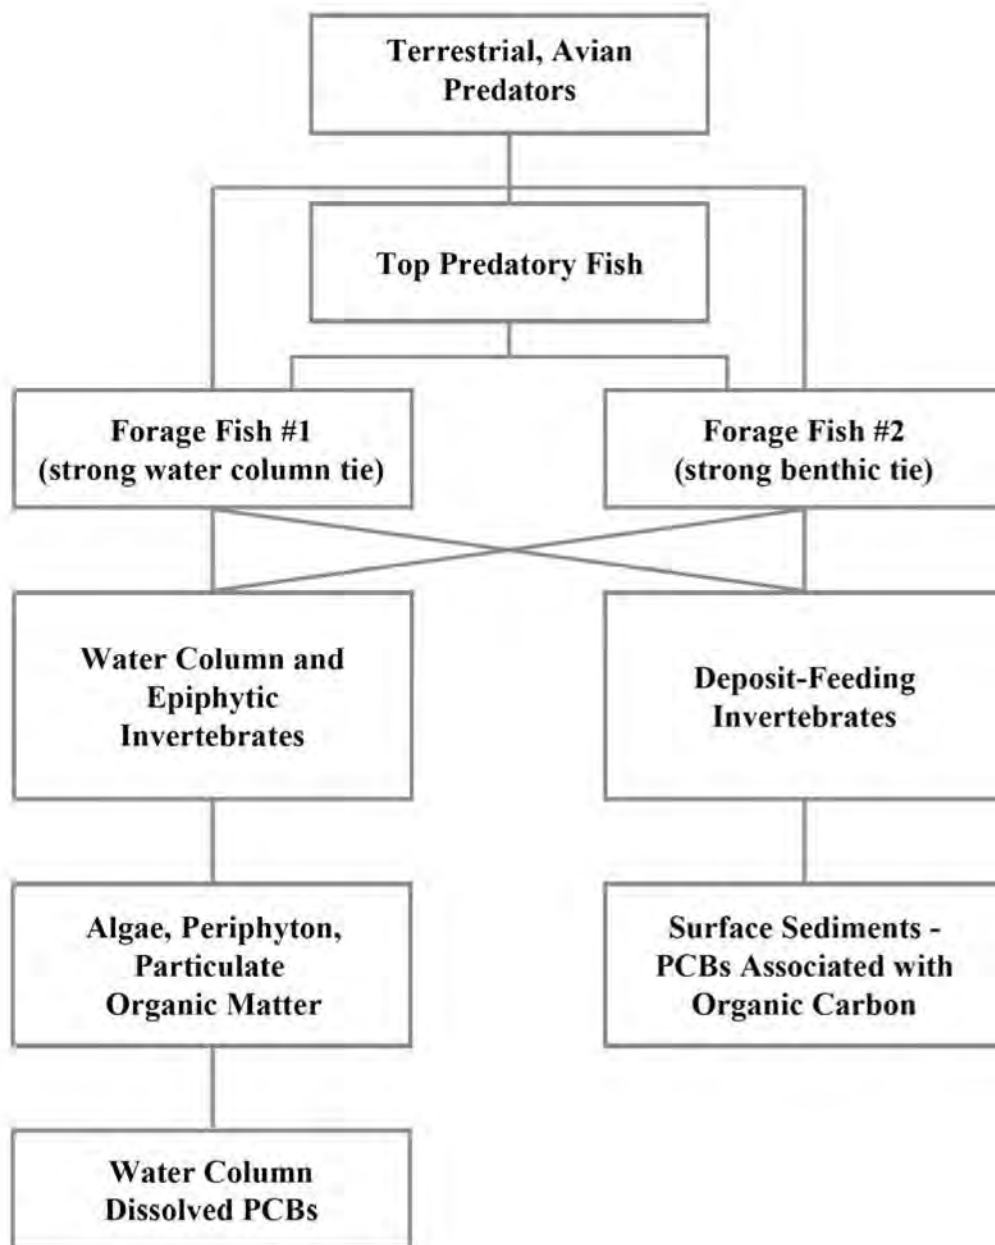 Terrestrial, Avian
Predators
Top Predatory Fish
Forage Fish #1
(strong water column tie)
Forage Fish #2
(strong benthic tie)
Water Column and
Epiphytic
Invertebrates
Deposit-Feeding
Invertebrates
Algae, Periphyton,
Particulate
Organic Matter
Surface Sediments -
PCBs Associated with
Organic Carbon
Water Column
Dissolved PCBs